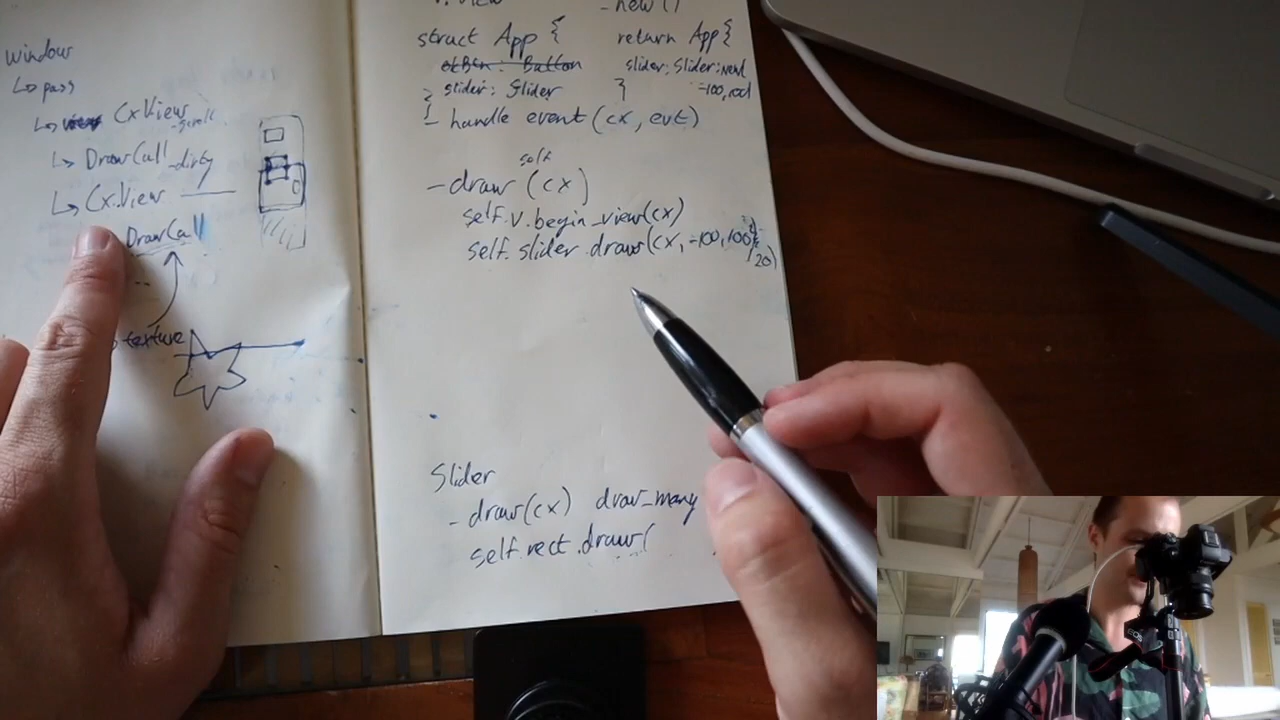 window
↳ pass
↳ CxView -scroll
↳ DrawCall -dirty
↳ CxView
DrawCall
..
texture
V: View
struct App {
okBtn: Button
slider: Slider
}
- new()
return App{
slider: Slider::new(
-100, 100)
}
- handle event (cx, evt)
self
- draw (cx)
self.v.begin_view(cx)
self.slider.draw(cx, -100, 100,
20)
Slider
- draw(cx) draw_many
self.rect.draw(